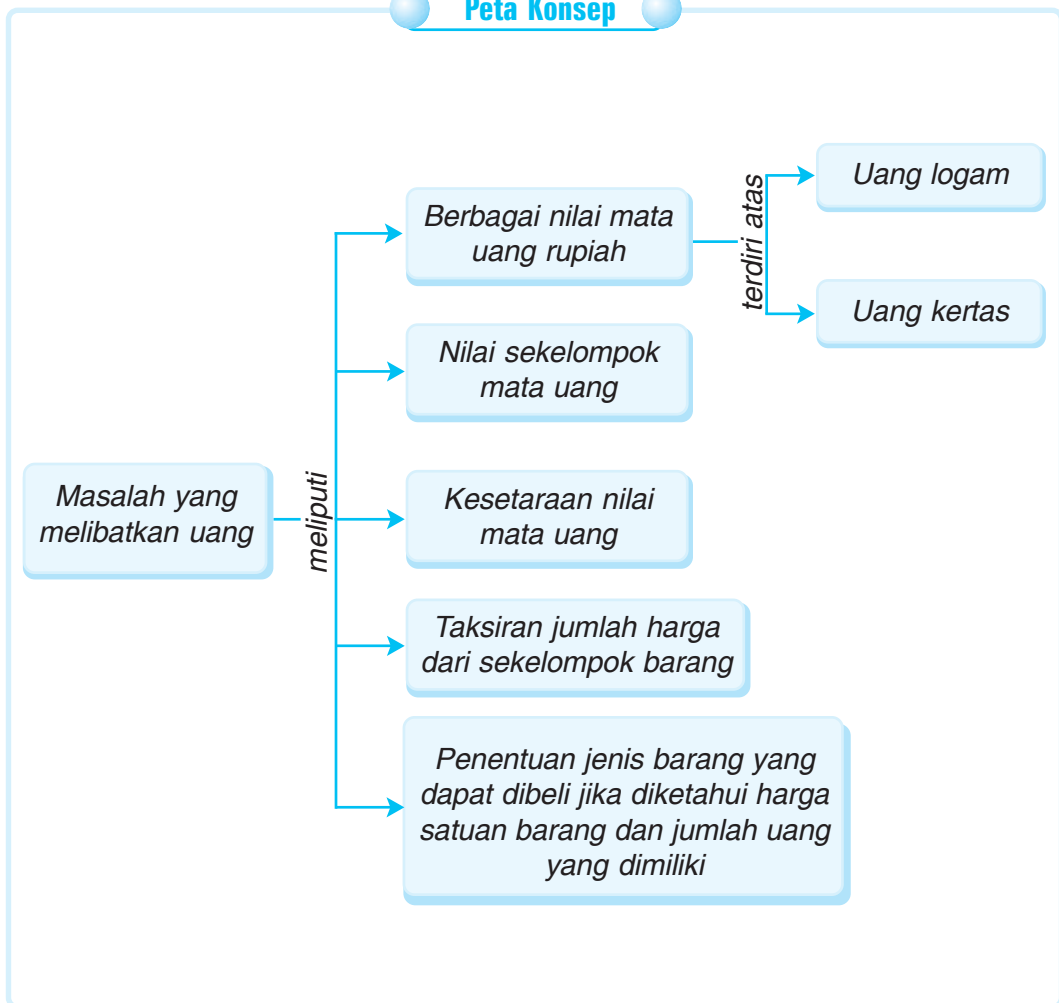 Peta Konsep
Masalah yang
melibatkan uang
meliputi
Berbagai nilai mata
uang rupiah
terdiri atas
Uang logam
Uang kertas
Nilai sekelompok
mata uang
Kesetaraan nilai
mata uang
Taksiran jumlah harga
dari sekelompok barang
Penentuan jenis barang yang
dapat dibeli jika diketahui harga
satuan barang dan jumlah uang
yang dimiliki